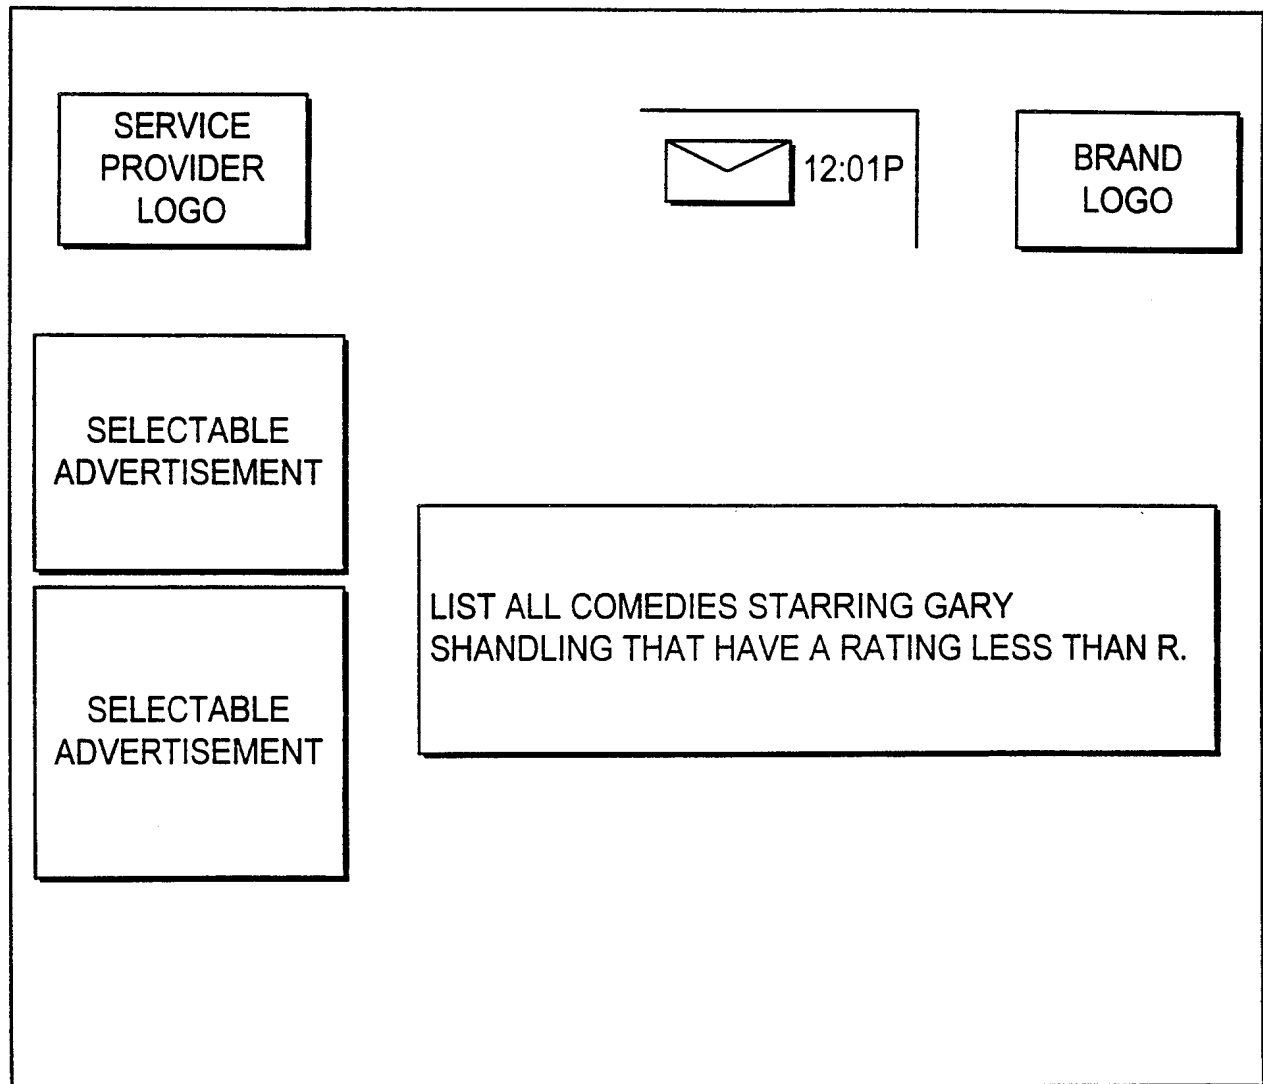 SERVICE
PROVIDER
LOGO
12:01P
BRAND
LOGO
SELECTABLE
ADVERTISEMENT
LIST ALL COMEDIES STARRING GARY
SHANDLING THAT HAVE A RATING LESS THAN R.
SELECTABLE
ADVERTISEMENT